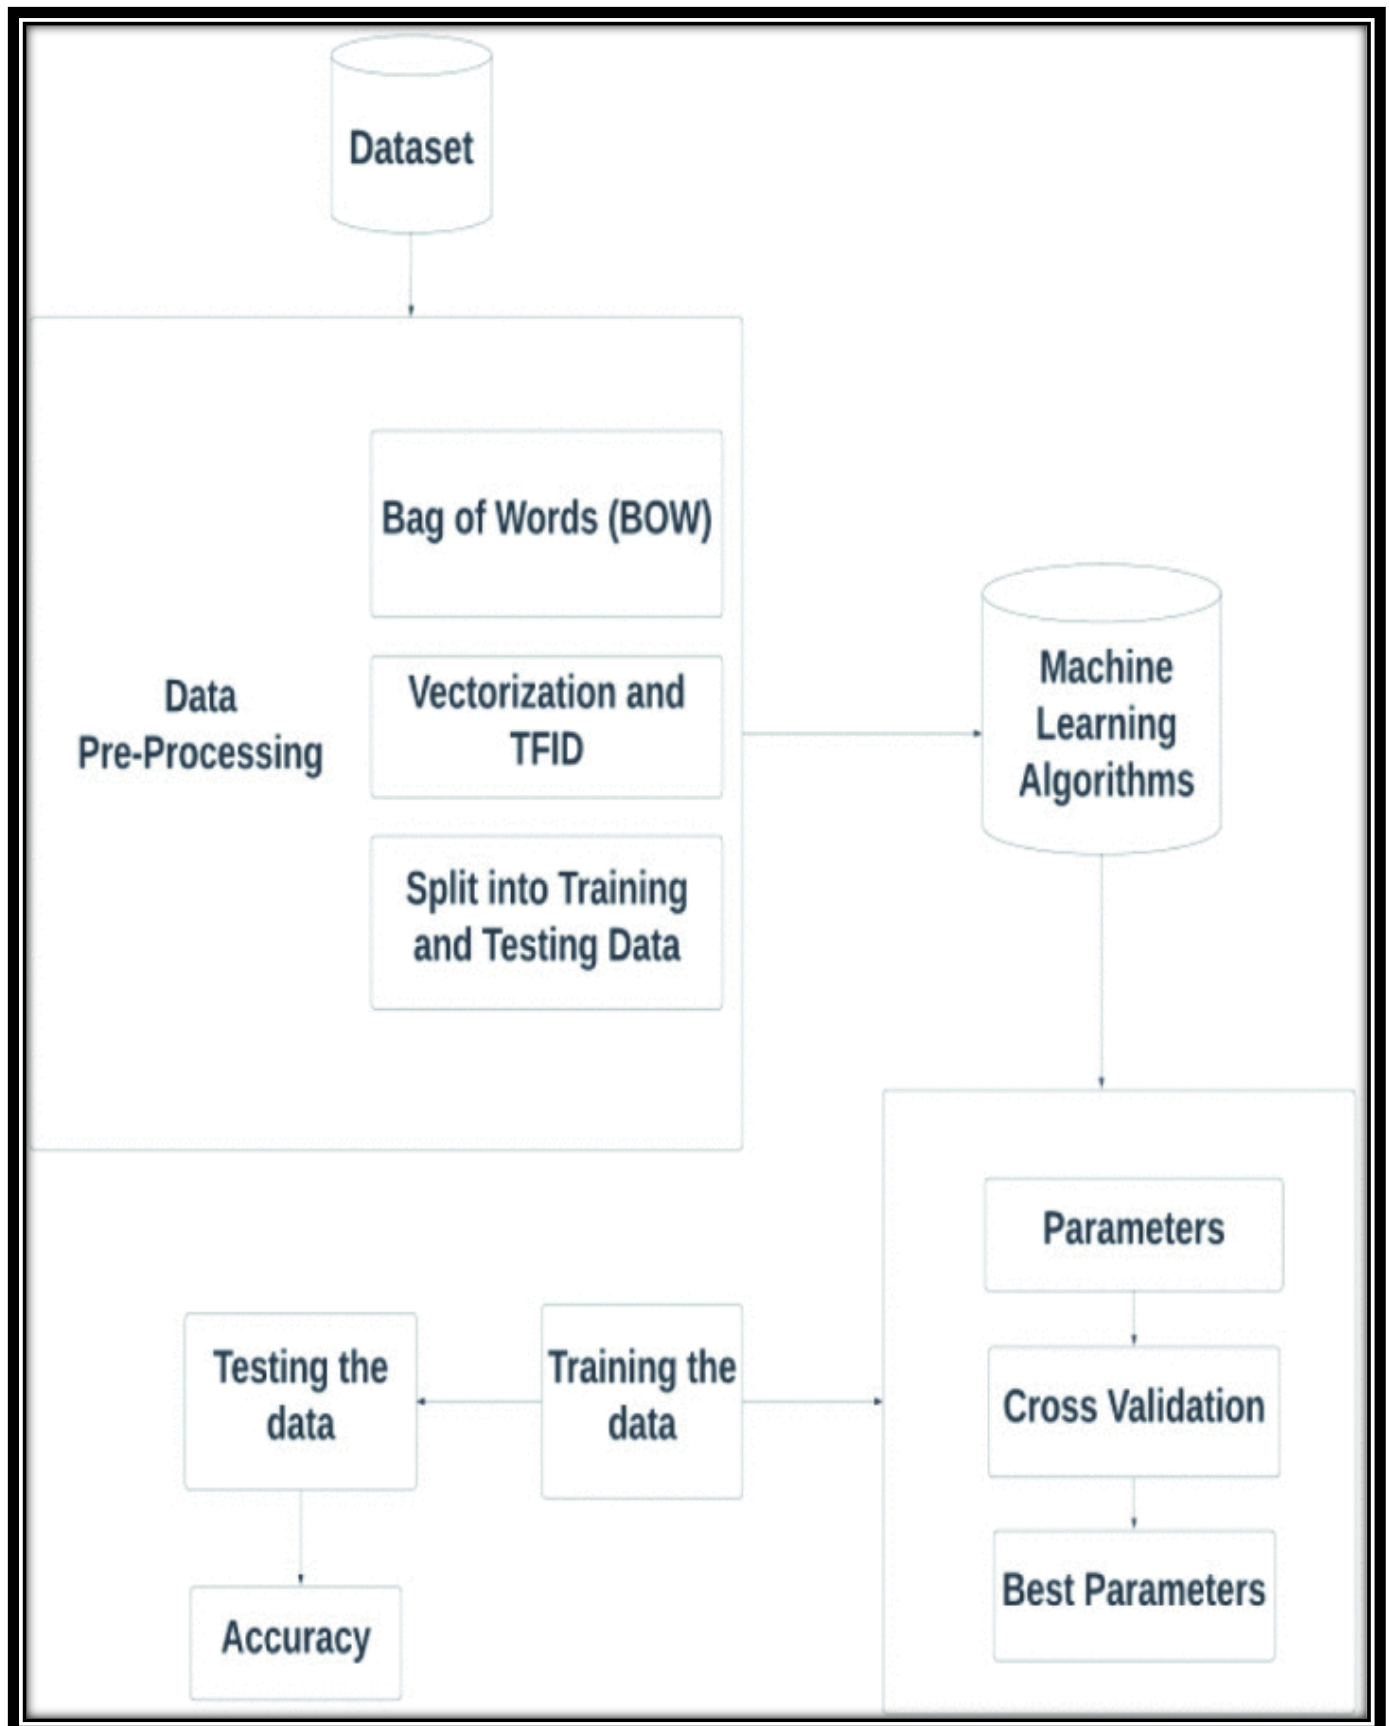 Dataset
Data
Pre-Processing
Bag of Words (BOW)
Vectorization and
TFID
Split into Training
and Testing Data
Machine
Learning
Algorithms
Parameters
Cross Validation
Best Parameters
Training the
data
Testing the
data
Accuracy